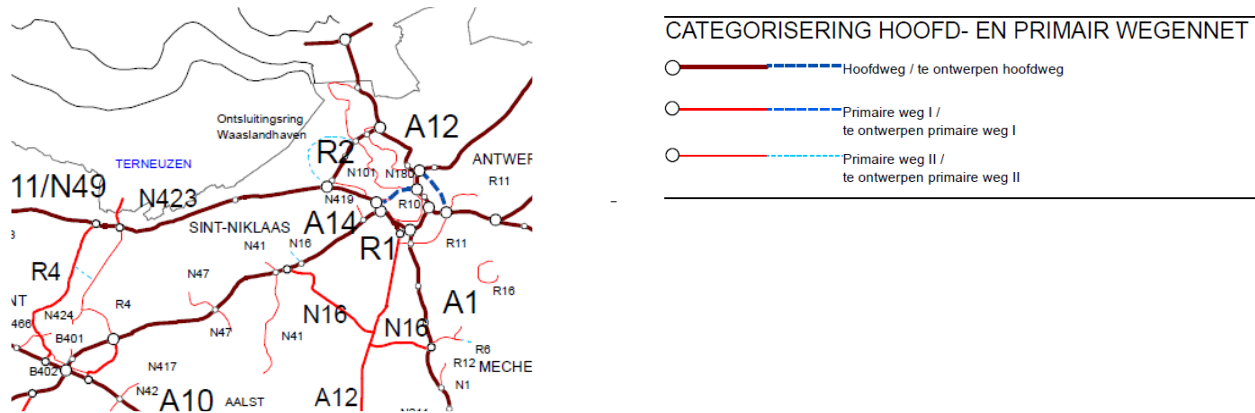 CATEGORISERING HOOFD- EN PRIMAIR WEGENNET
Hoofdweg / te ontwerpen hoofdweg
Primaire weg I /
te ontwerpen primaire weg I
Primaire weg II /
te ontwerpen primaire weg II
Ontsluitingsring
Waaslandhaven
A12
R2
ANTWER
TERNEUZEN
N101
N180
R11
11/N49
N423
N419
R10
SINT-NIKLAAS
A14
N41
N16
R1
R11
R4
N47
R16
NT
R4
A1
N424
466
N16
N16
B401
N47
N41
R6
N417
R12
MECHE
B402
N42
N1
A10
AALST
A12